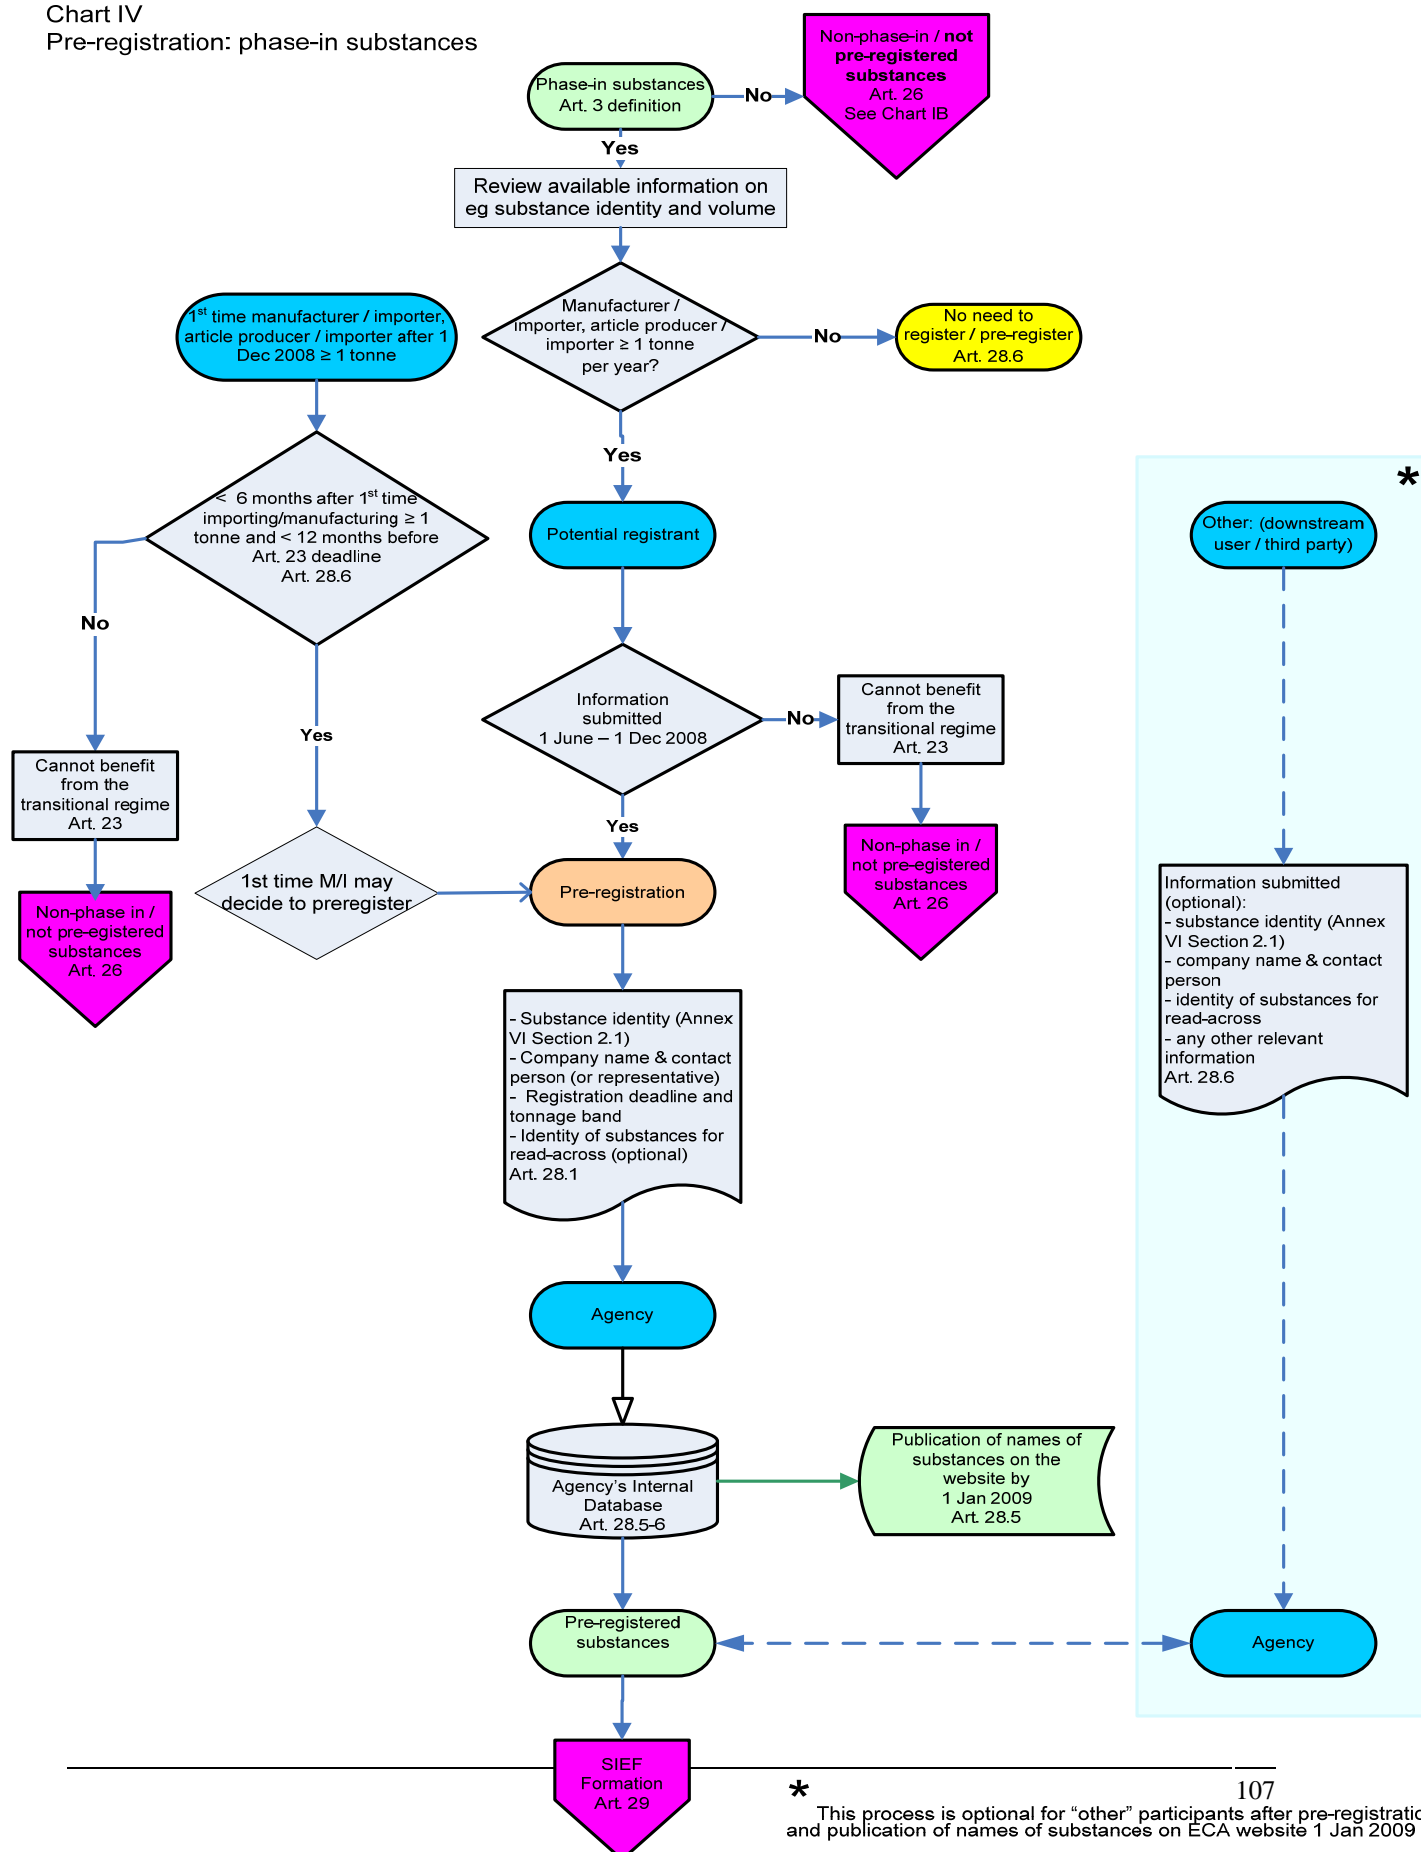 Chart IV
Pre-registration: phase-in substances
Phase-in substances
Art. 3 definition
No
Non-phase-in / not
pre-registered
substances
Art. 26
See Chart IB
Yes
Review available information on
eg substance identity and volume
1st time manufacturer / importer,
article producer / importer after 1
Dec 2008 ≥ 1 tonne
Manufacturer /
importer, article producer /
importer ≥ 1 tonne
per year?
No
No need to
register / pre-register
Art. 28.6
Yes
< 6 months after 1st time
importing/manufacturing ≥ 1
tonne and < 12 months before
Art. 23 deadline
Art. 28.6
Potential registrant
*
Other: (downstream
user / third party)
No
Yes
Information
submitted
1 June – 1 Dec 2008
No
Cannot benefit
from the
transitional regime
Art. 23
Cannot benefit
from the
transitional regime
Art. 23
Yes
Non-phase in /
not pre-egistered
substances
Art. 26
1st time M/I may
decide to preregister
Pre-registration
Non-phase in /
not pre-egistered
substances
Art. 26
Information submitted
(optional):
- substance identity (Annex
VI Section 2.1)
- company name & contact
person
- identity of substances for
read-across
- any other relevant
information
Art. 28.6
- Substance identity (Annex
VI Section 2.1)
- Company name & contact
person (or representative)
- Registration deadline and
tonnage band
- Identity of substances for
read-across (optional)
Art. 28.1
Agency
Agency's Internal
Database
Art. 28.5-6
Publication of names of
substances on the
website by
1 Jan 2009
Art. 28.5
Pre-registered
substances
Agency
SIEF
Formation
Art. 29
107
*
This process is optional for “other” participants after pre-registratio
and publication of names of substances on ECA website 1 Jan 2009